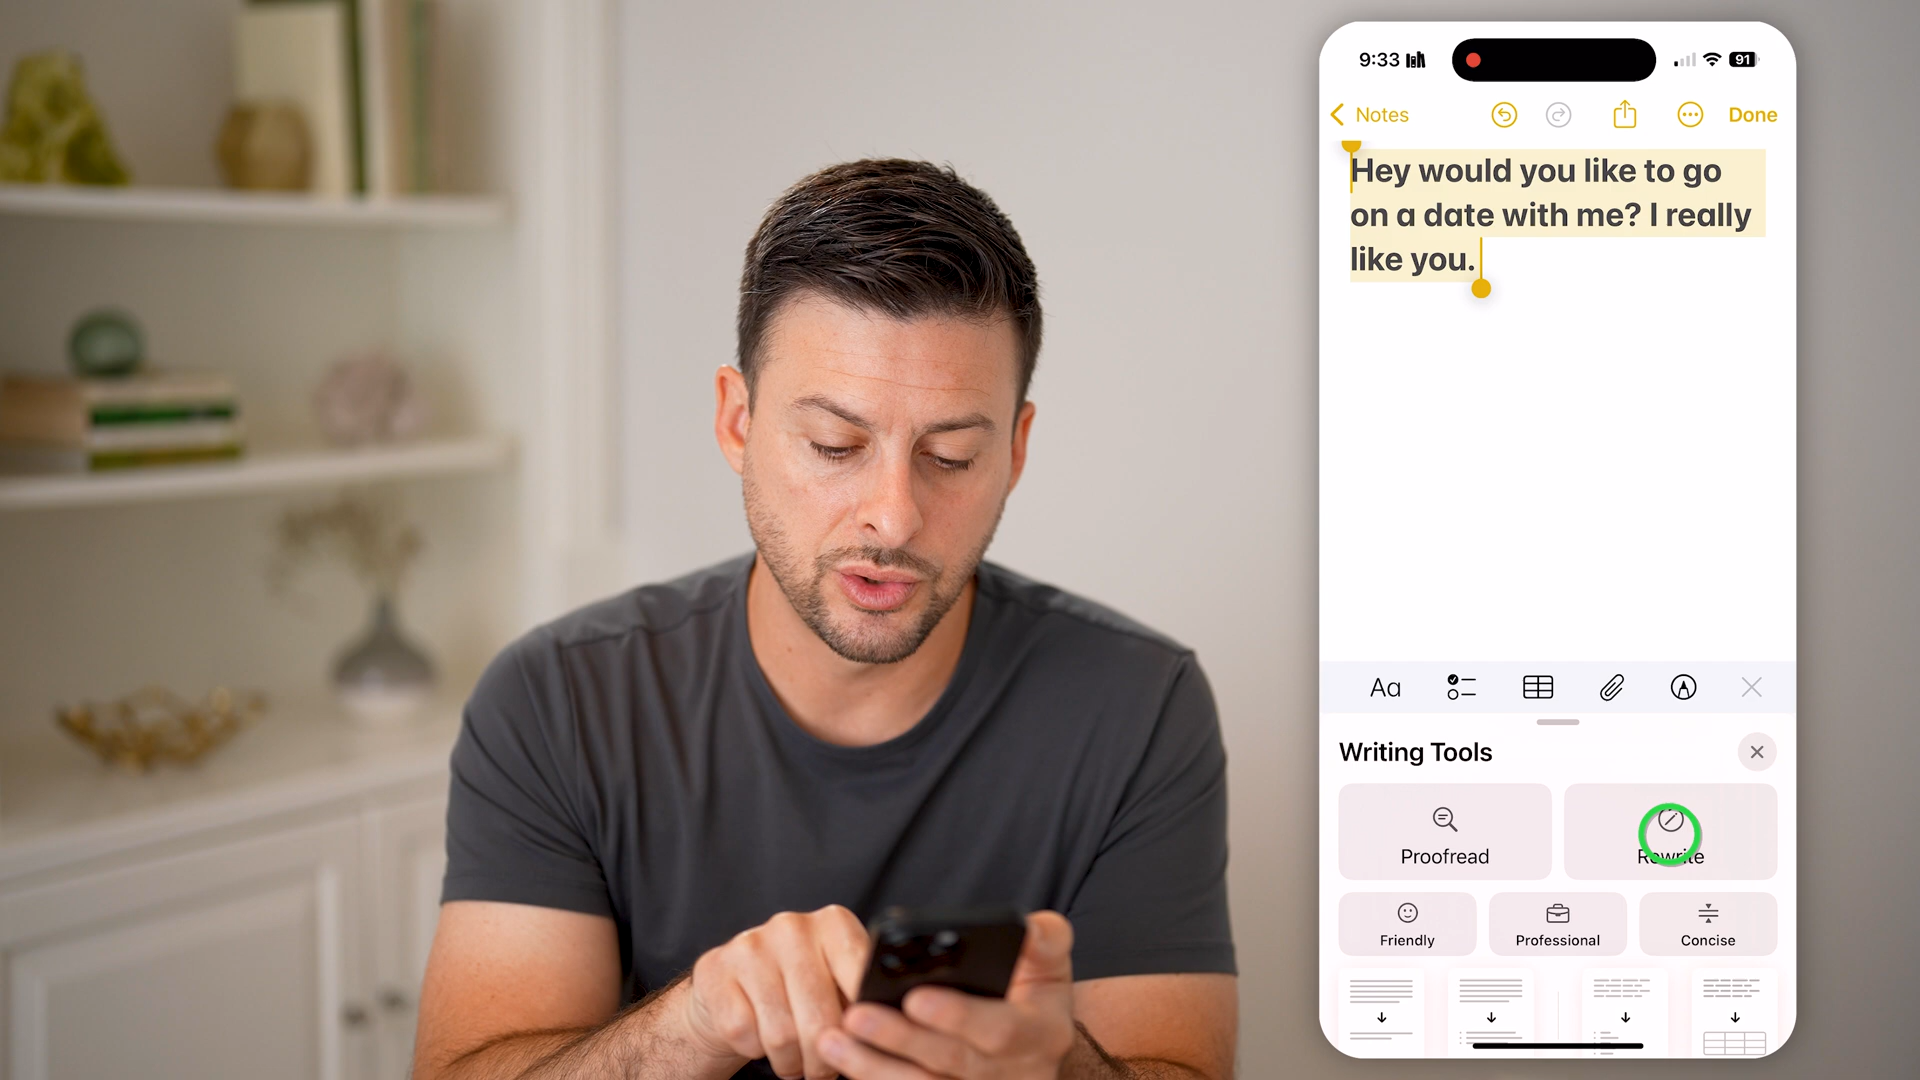 9:33
91
Notes
Done
Hey would you like to go
on a date with me? I really
like you.
Aa
Writing Tools
Proofread
Rewrite
Friendly
Professional
Concise